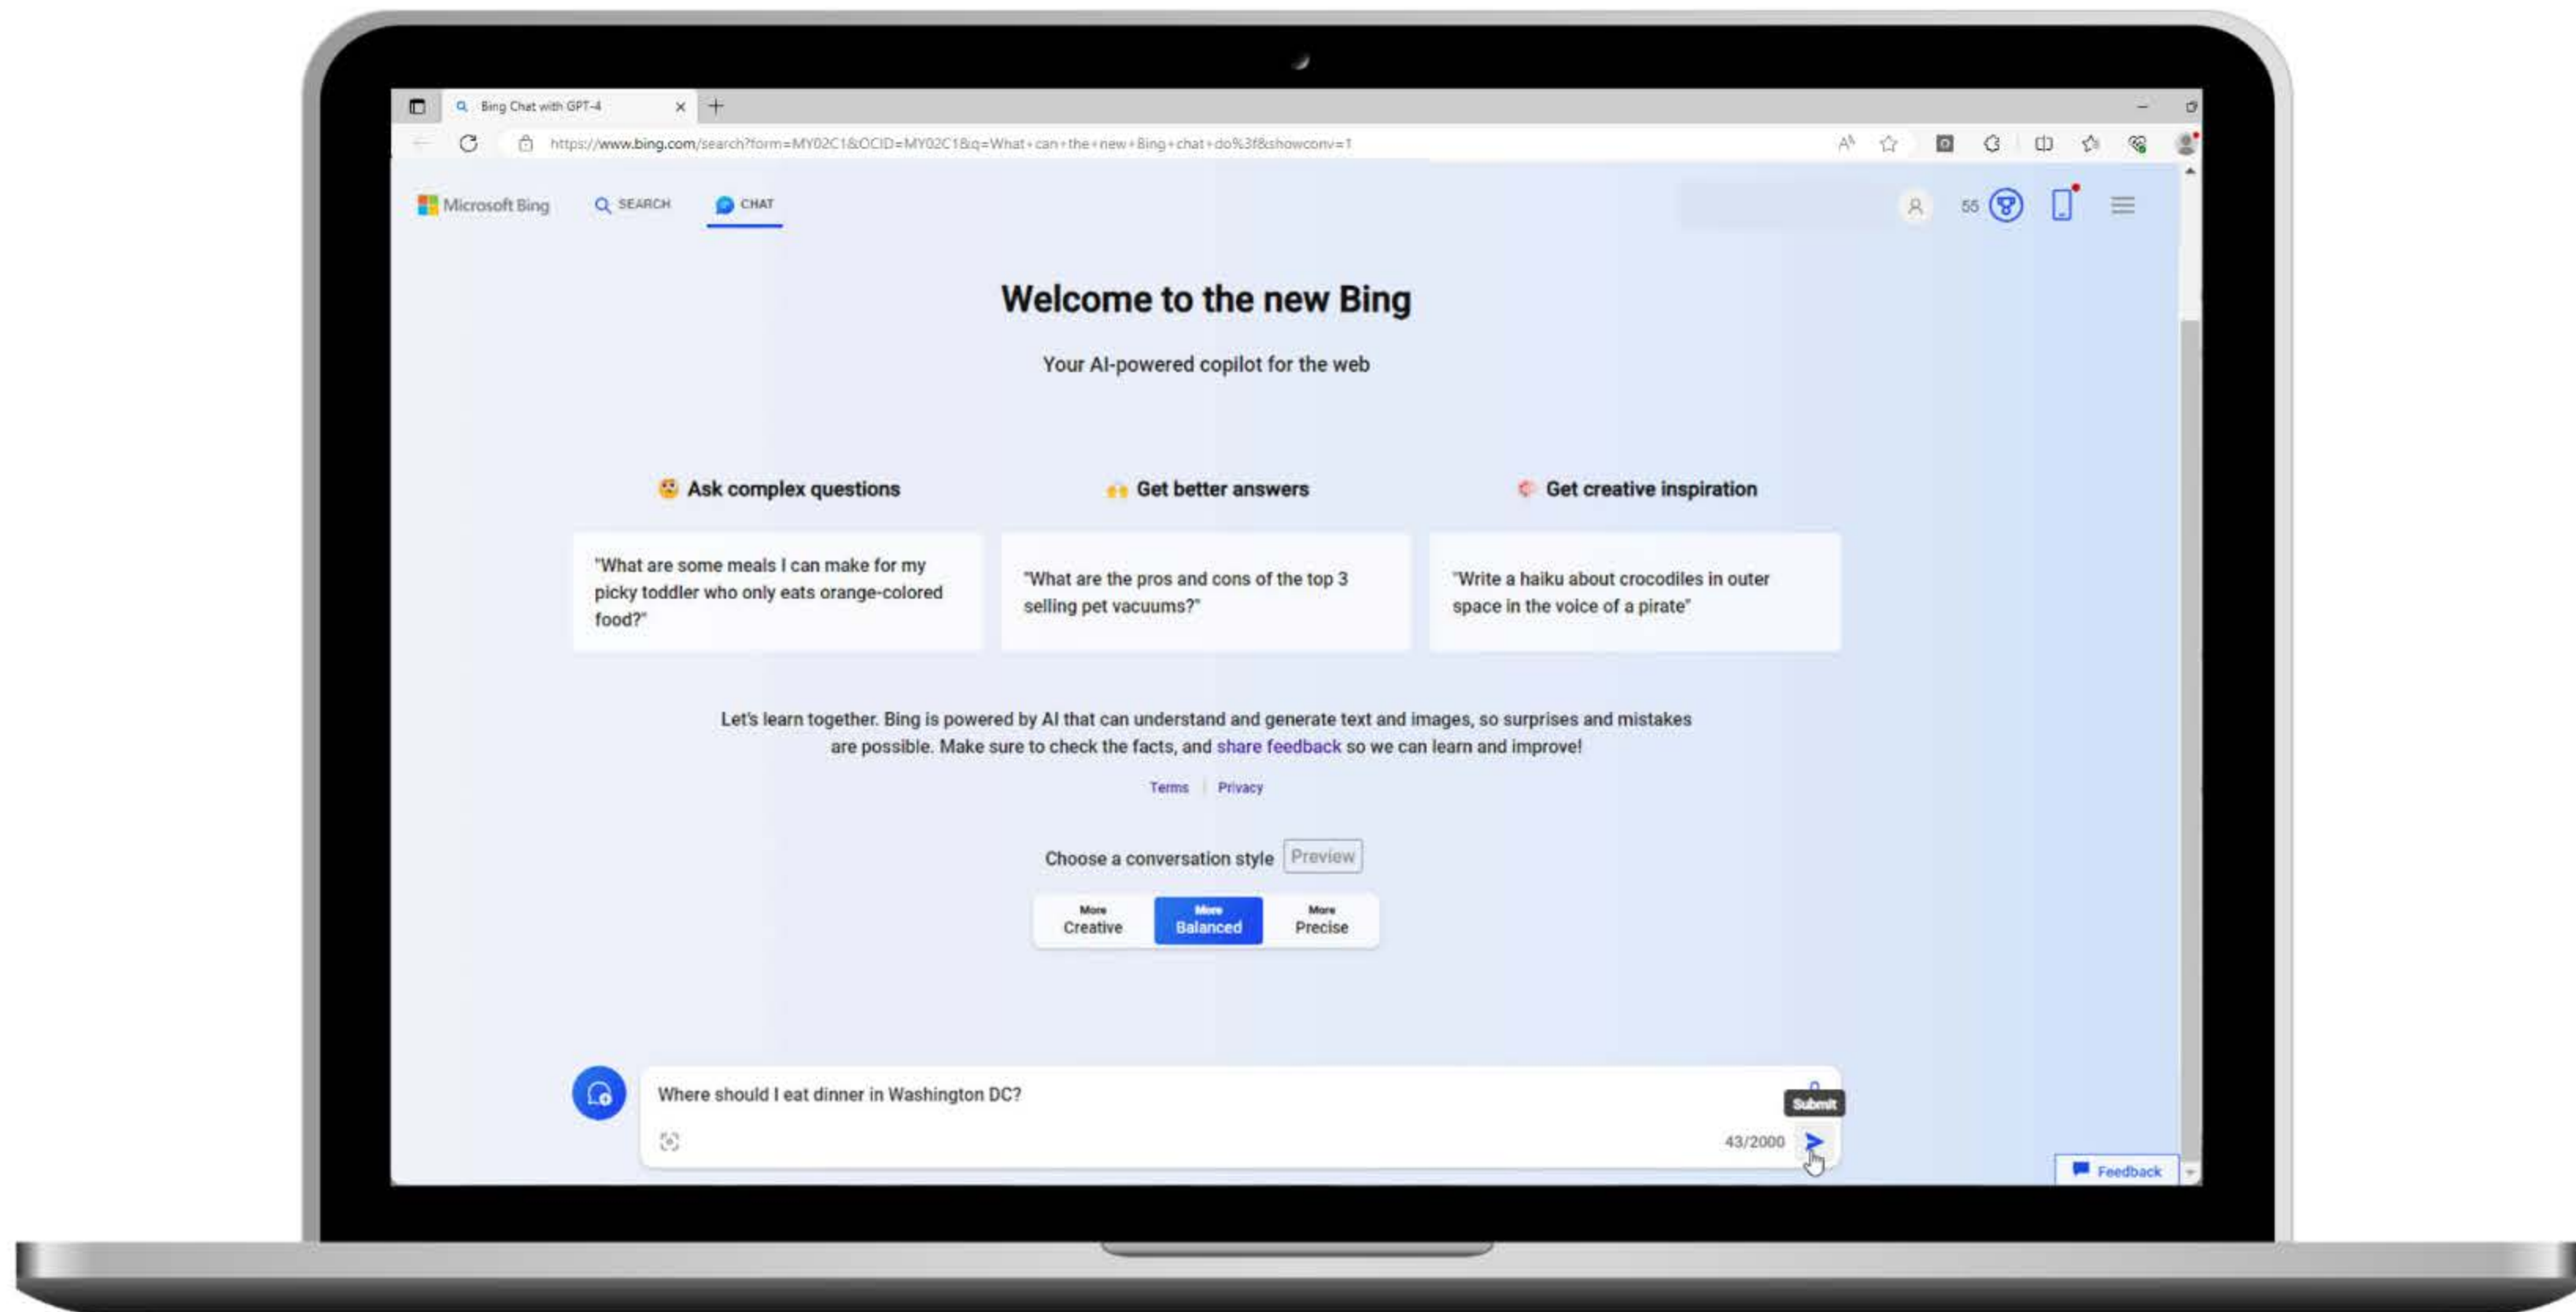 Bing Chat with GPT-4
https://www.bing.com/search?form=MY02C1&OCID=MY02C1&q=What+can+the+new+Bing+chat+do%3f&showconv=1
Microsoft Bing SEARCH CHAT 55
Welcome to the new Bing
Your AI-powered copilot for the web
Ask complex questions Get better answers Get creative inspiration
"What are some meals I can make for my
picky toddler who only eats orange-colored
food?"
"What are the pros and cons of the top 3
selling pet vacuums?"
"Write a haiku about crocodiles in outer
space in the voice of a pirate"
Let's learn together. Bing is powered by AI that can understand and generate text and images, so surprises and mistakes
are possible. Make sure to check the facts, and share feedback so we can learn and improve!
Terms Privacy
Choose a conversation style Preview
More
Creative
More
Balanced
More
Precise
Where should I eat dinner in Washington DC?
Submit
43/2000
Feedback